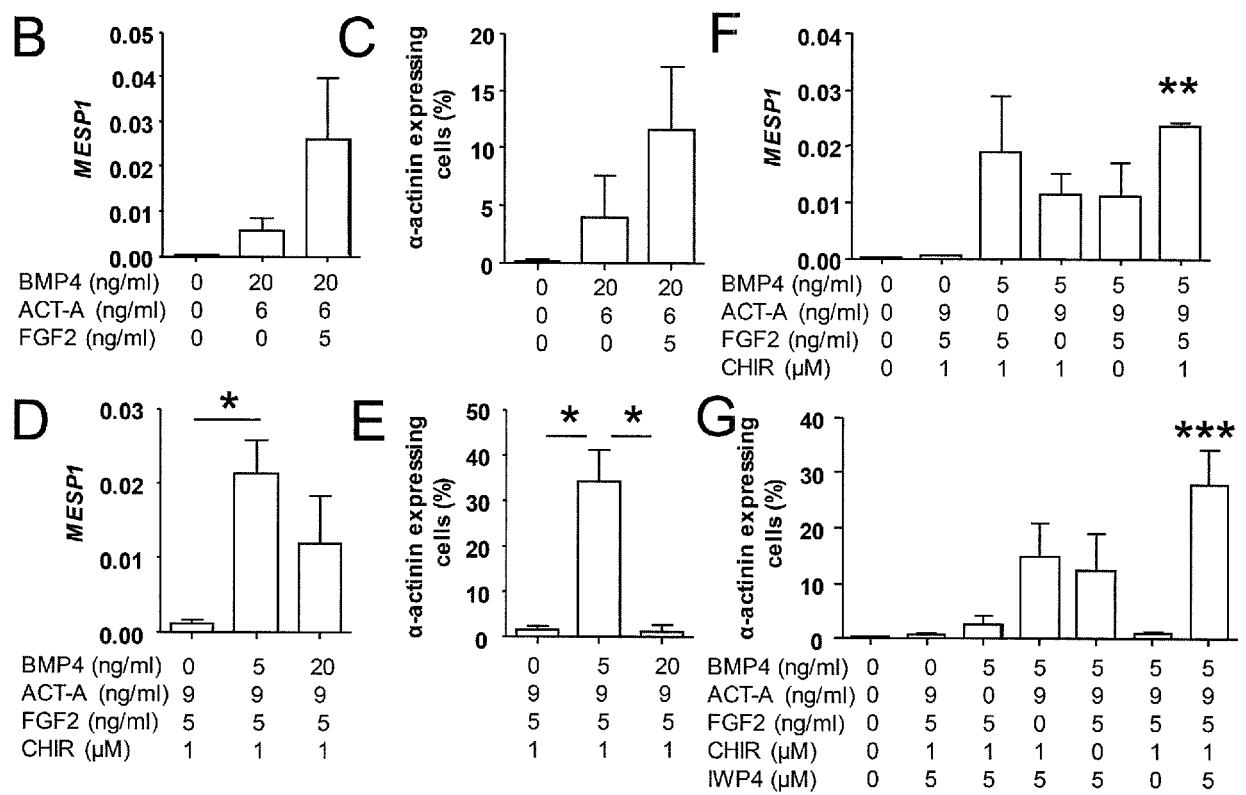 B
0.05
0.04
0.03
0.02
0.01
0.00
MESP1
BMP4 (ng/ml) 0 20 20
ACT-A (ng/ml) 0 6 6
FGF2 (ng/ml) 0 0 5
C
20
15
10
5
0
α-actinin expressing
cells (%)
0 20 20
0 6 6
0 0 5
F
0.04
0.03
0.02
0.01
0.00
MESP1
**
BMP4 (ng/ml) 0 0 5 5 5 5
ACT-A (ng/ml) 0 9 0 9 9 9
FGF2 (ng/ml) 0 5 5 0 5 5
CHIR (µM) 0 1 1 1 0 1
D
0.03
0.02
0.01
0.00
MESP1
*
BMP4 (ng/ml) 0 5 20
ACT-A (ng/ml) 9 9 9
FGF2 (ng/ml) 5 5 5
CHIR (µM) 1 1 1
E
50
40
30
20
10
0
α-actinin expressing
cells (%)
* *
0 5 20
9 9 9
5 5 5
1 1 1
G
40
30
20
10
0
α-actinin expressing
cells (%)
***
BMP4 (ng/ml) 0 0 5 5 5 5 5
ACT-A (ng/ml) 0 9 0 9 9 9 9
FGF2 (ng/ml) 0 5 5 0 5 5 5
CHIR (µM) 0 1 1 1 0 1 1
IWP4 (µM) 0 5 5 5 5 0 5